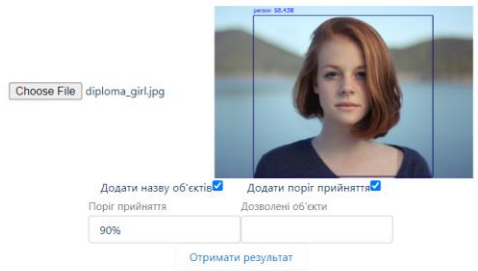 person 98,43%
Choose File diploma_girl.jpg
Додати назву об'єктів Додати поріг прийняття
Поріг прийняття Дозволені об'єкти
90%
Отримати результат